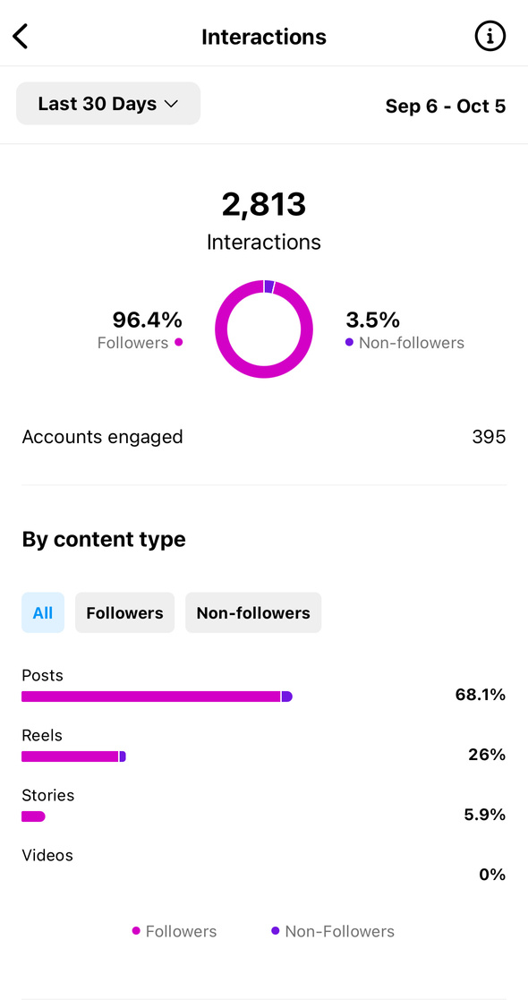 Interactions
Last 30 Days
Sep 6 - Oct 5
2,813
Interactions
96.4%
Followers
3.5%
Non-followers
Accounts engaged 395
By content type
All Followers Non-followers
Posts
68.1%
Reels
26%
Stories
5.9%
Videos
0%
Followers Non-Followers